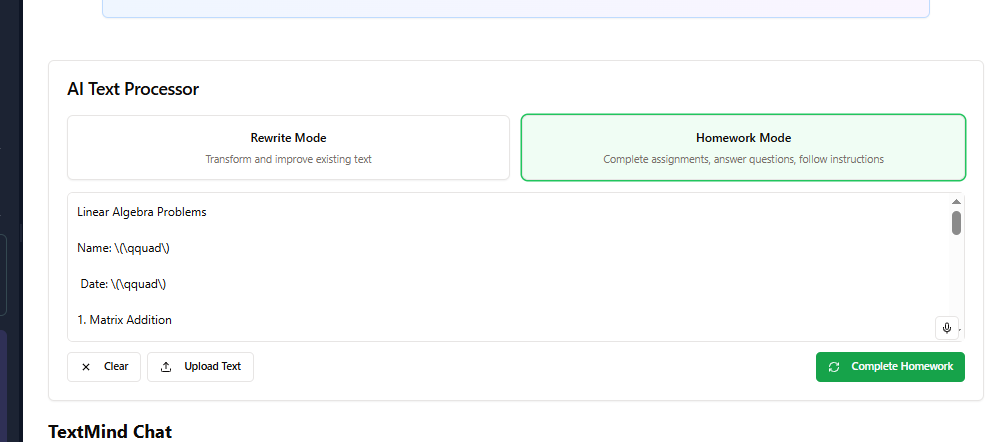 AI Text Processor
Rewrite Mode
Transform and improve existing text
Homework Mode
Complete assignments, answer questions, follow instructions
Linear Algebra Problems
Name: \(\qquad\)
Date: \(\qquad\)
1. Matrix Addition
Clear
Upload Text
Complete Homework
TextMind Chat